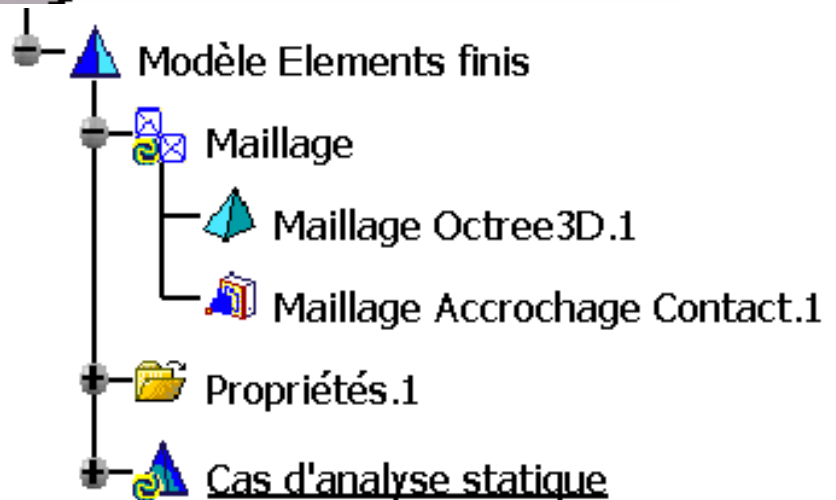 Modèle Elements finis
Maillage
Maillage Octree3D.1
Maillage Accrochage Contact.1
Propriétés.1
Cas d'analyse statique